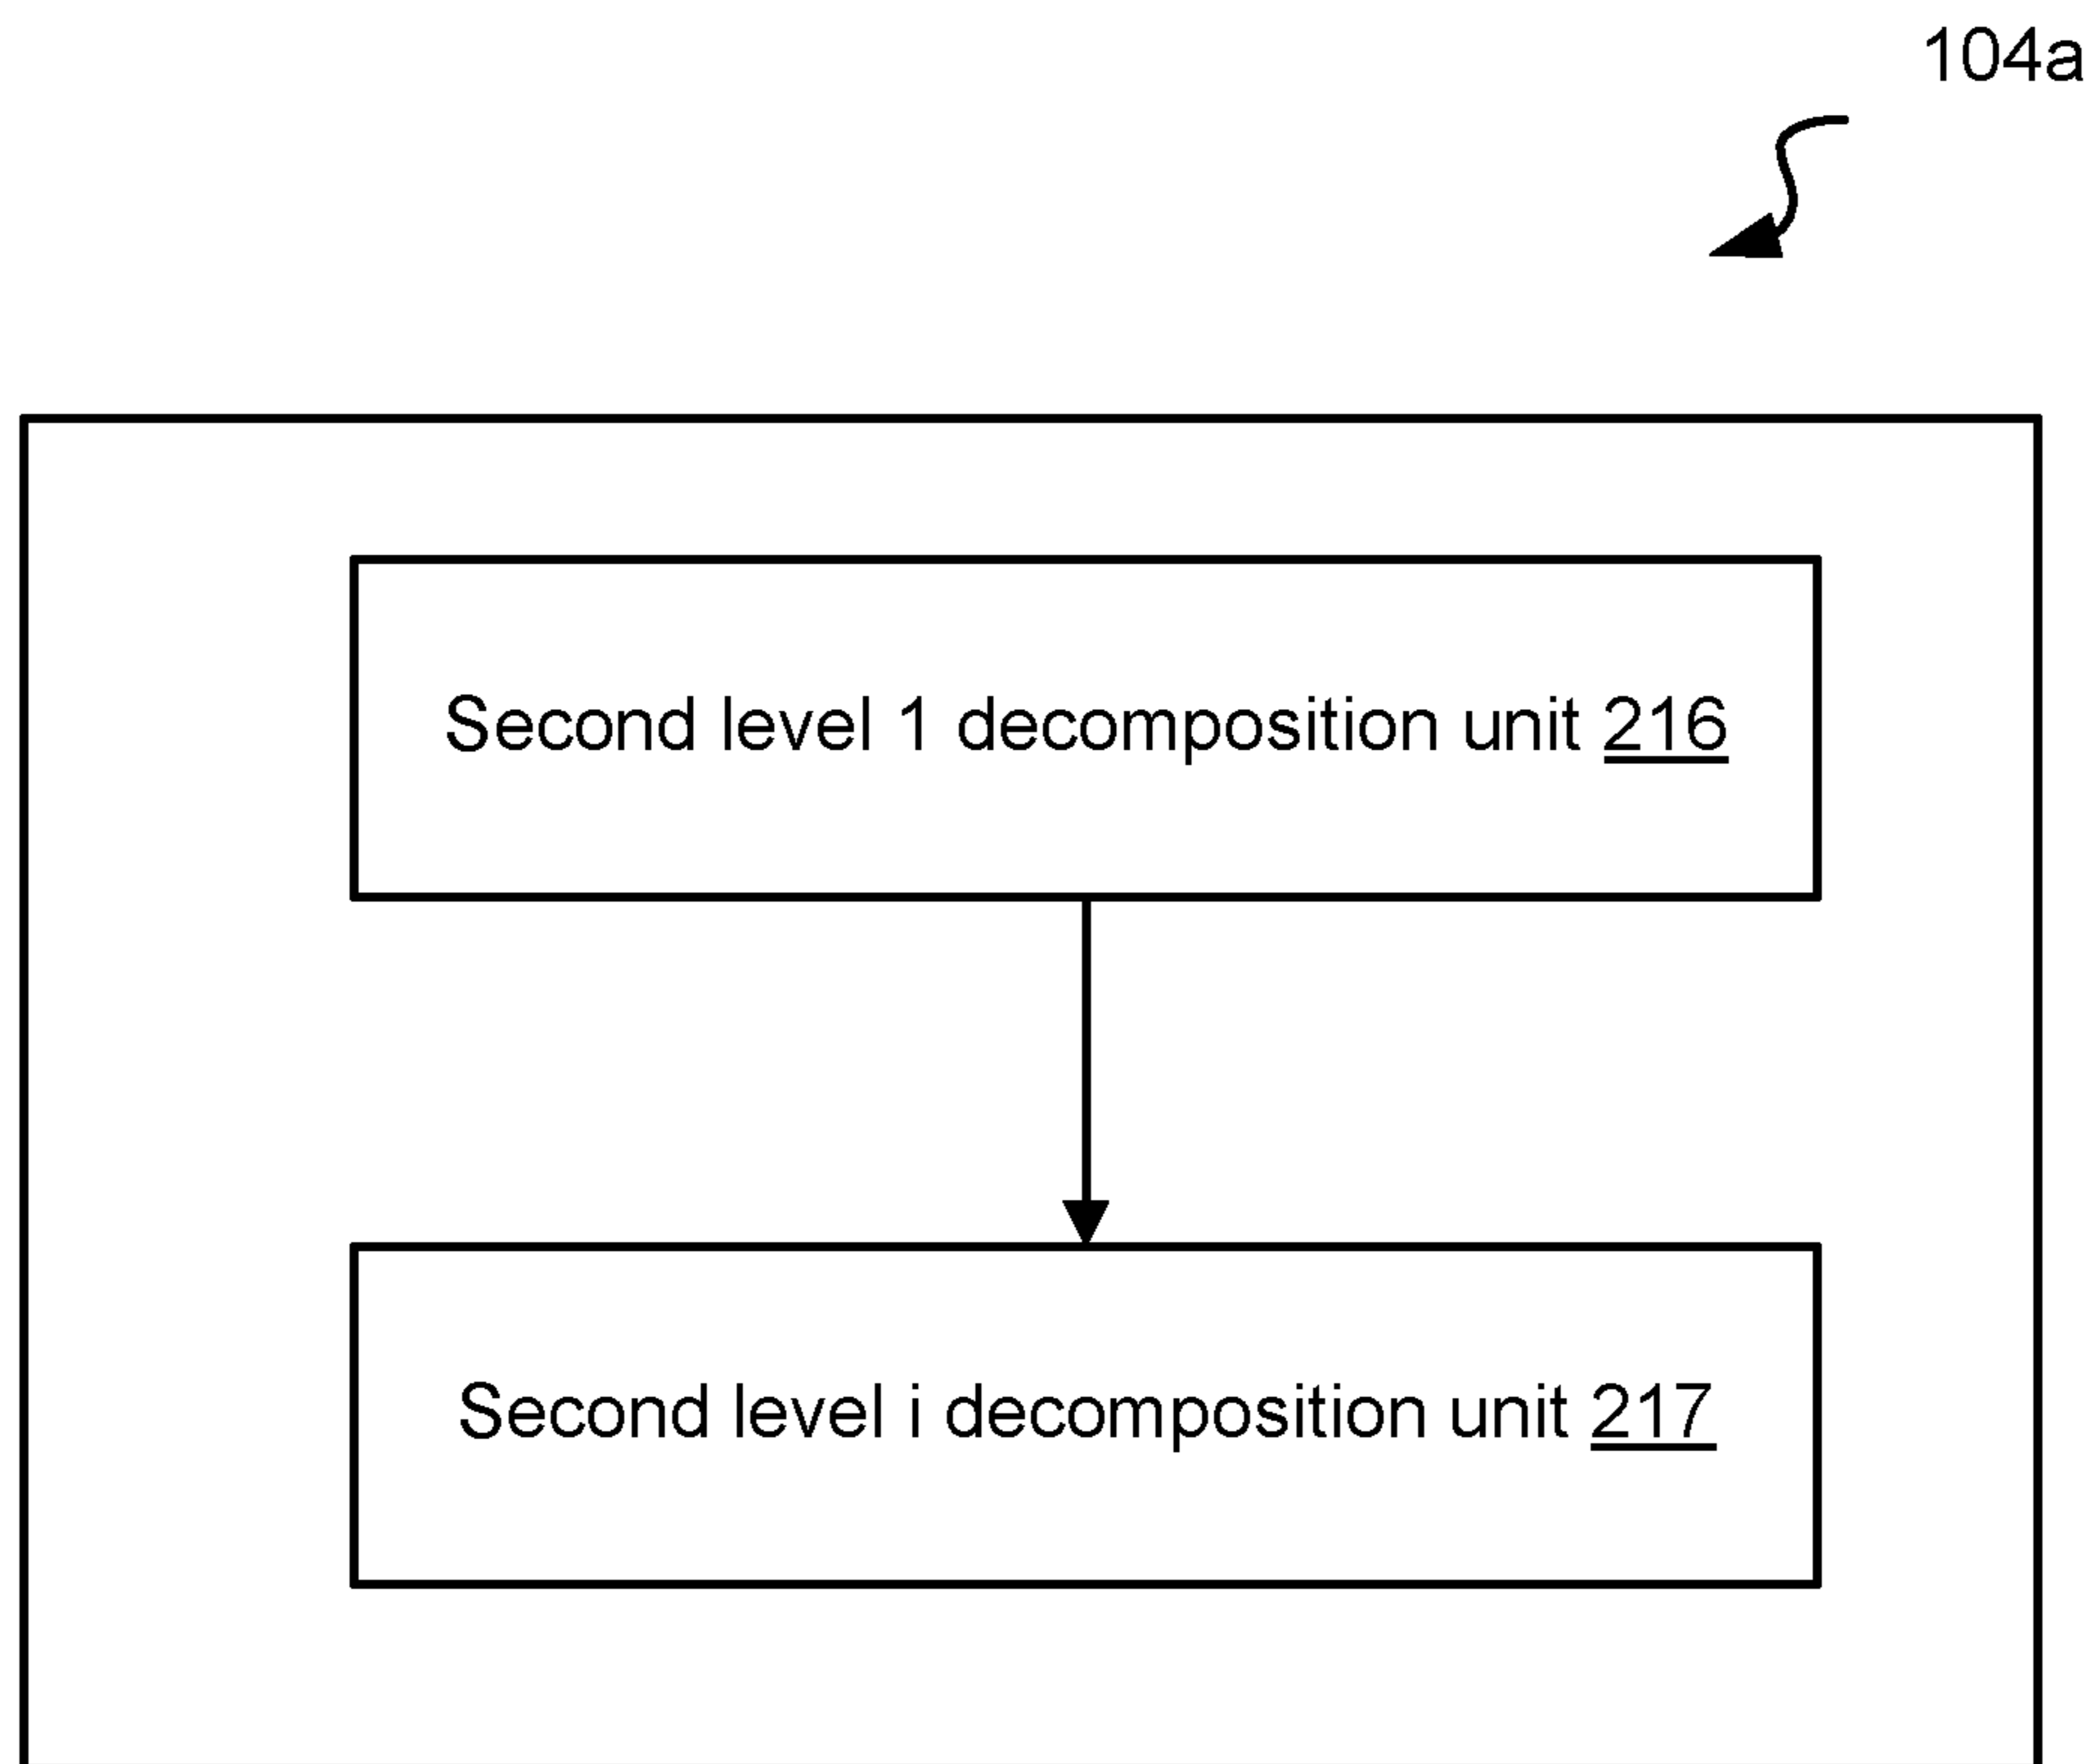 104a
Second level 1 decomposition unit 216
Second level i decomposition unit 217